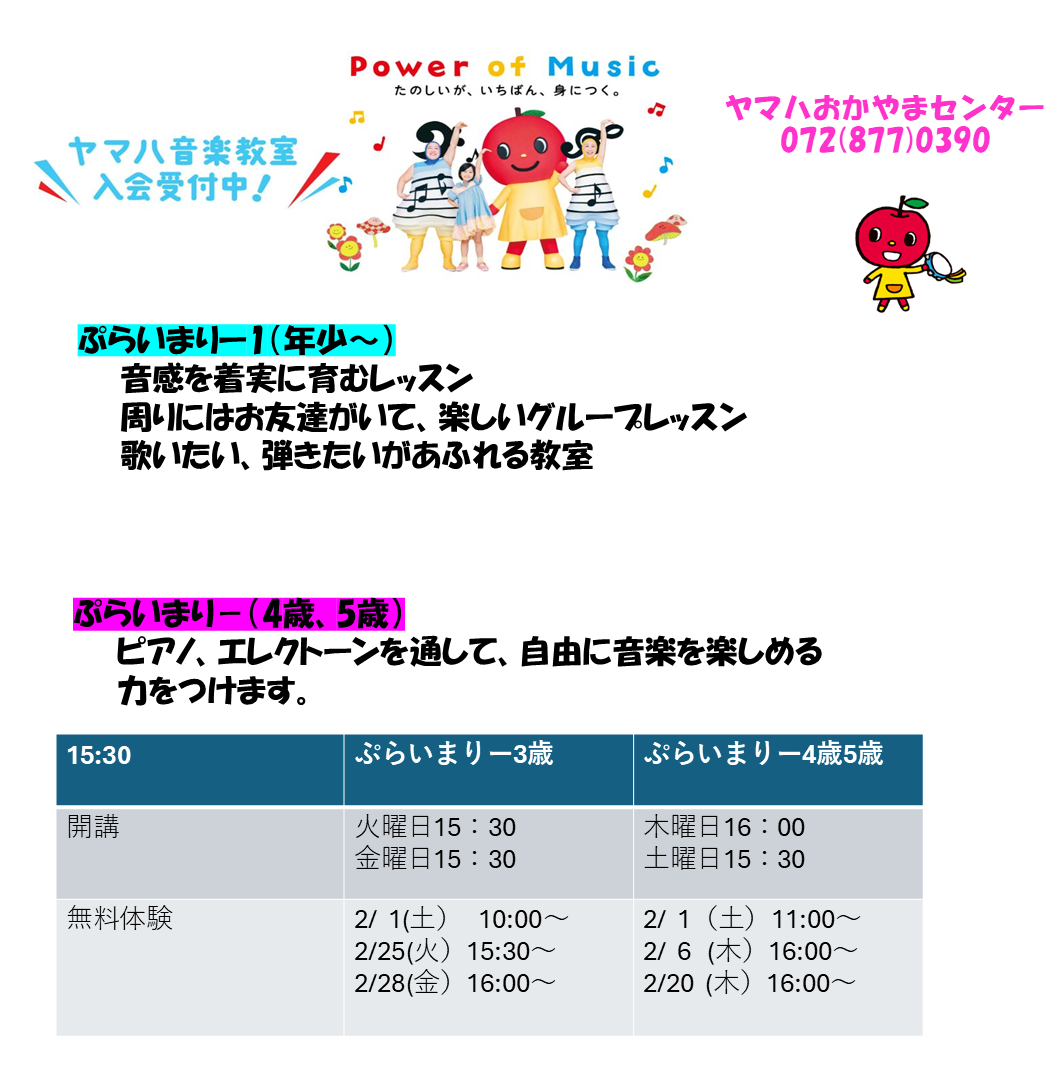 Power of Music
たのしいが、いちばん、身につく。
ヤマハ音楽教室
入会受付中!
ヤマハおかやまセンター
072(877)0390
ぷらいまりー1(年少～)
音感を着実に育むレッスン
周りにはお友達がいて、楽しいグループレッスン
歌いたい、弾きたいがあふれる教室
ぷらいまりー(4歳、5歳)
ピアノ、エレクトーンを通して、自由に音楽を楽しめる
力をつけます。
15:30 ぷらいまりー3歳 ぷらいまりー4歳5歳
開講 火曜日15：30 木曜日16：00
金曜日15：30 土曜日15：30
無料体験 2/ 1(土） 10:00～ 2/ 1（土）11:00～
2/25(火）15:30～ 2/ 6 (木）16:00～
2/28(金）16:00～ 2/20 (木）16:00～